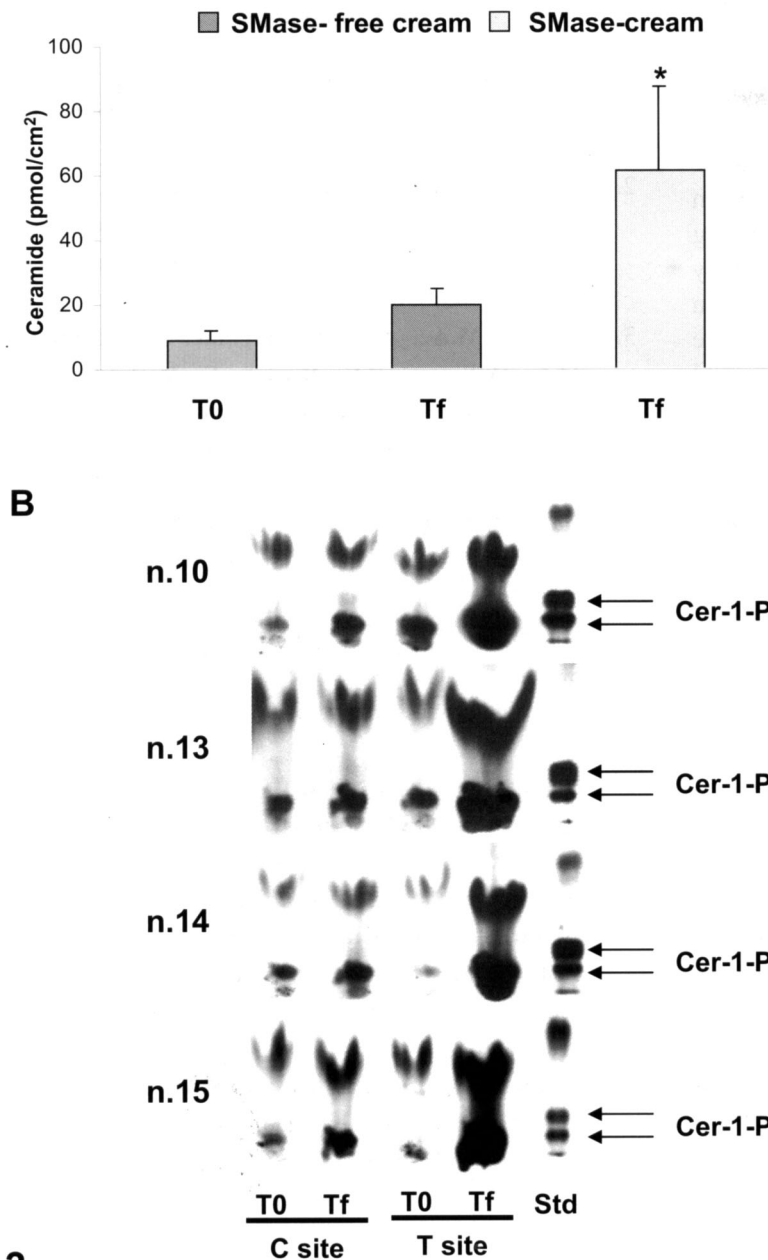 SMase- free cream SMase-cream
100
80
60
40
20
0
Ceramide (pmol/cm²)
*
T0 Tf Tf
B
n.10
Cer-1-P
n.13
Cer-1-P
n.14
Cer-1-P
n.15
Cer-1-P
T0 Tf T0 Tf Std
C site T site